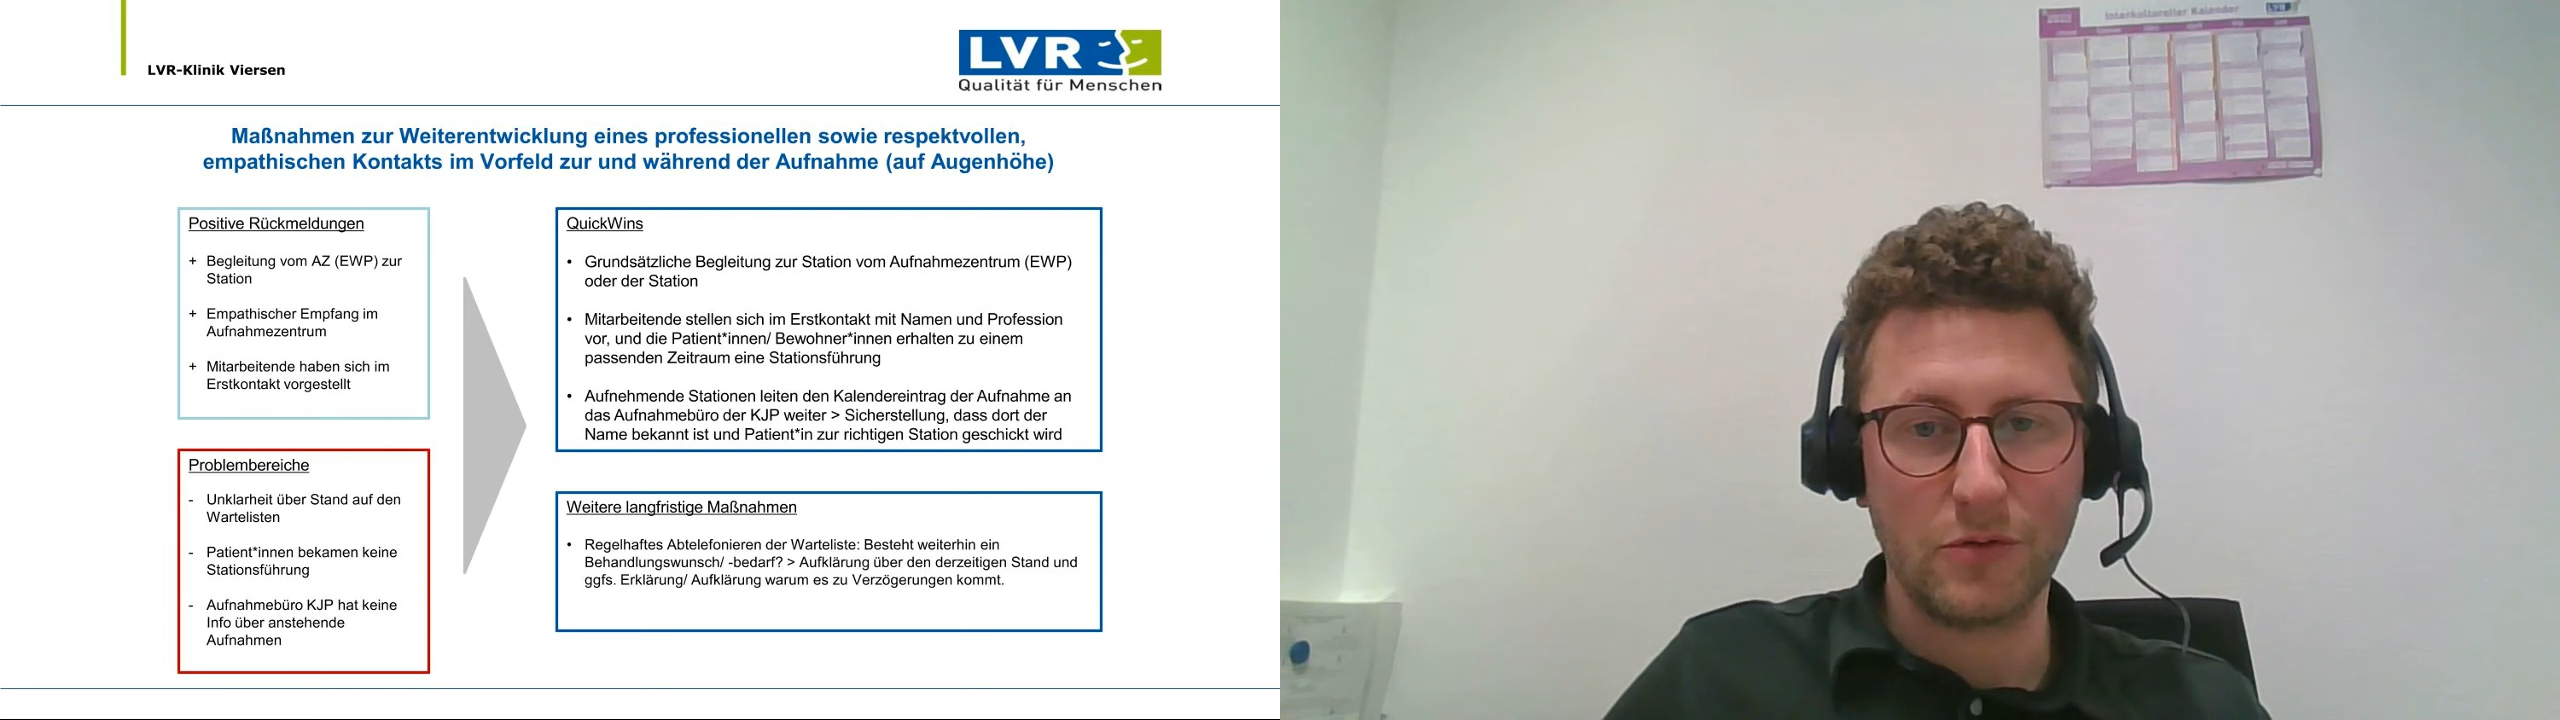 LVR-Klinik Viersen
LVR
Qualität für Menschen
Maßnahmen zur Weiterentwicklung eines professionellen sowie respektvollen,
empathischen Kontakts im Vorfeld zur und während der Aufnahme (auf Augenhöhe)
Positive Rückmeldungen
+ Begleitung vom AZ (EWP) zur
Station
+ Empathischer Empfang im
Aufnahmezentrum
+ Mitarbeitende haben sich im
Erstkontakt vorgestellt
Problembereiche
- Unklarheit über Stand auf den
Wartelisten
- Patient*innen bekamen keine
Stationsführung
- Aufnahmebüro KJP hat keine
Info über anstehende
Aufnahmen
QuickWins
• Grundsätzliche Begleitung zur Station vom Aufnahmezentrum (EWP)
oder der Station
• Mitarbeitende stellen sich im Erstkontakt mit Namen und Profession
vor, und die Patient*innen/ Bewohner*innen erhalten zu einem
passenden Zeitraum eine Stationsführung
• Aufnehmende Stationen leiten den Kalendereintrag der Aufnahme an
das Aufnahmebüro der KJP weiter > Sicherstellung, dass dort der
Name bekannt ist und Patient*in zur richtigen Station geschickt wird
Weitere langfristige Maßnahmen
• Regelhaftes Abtelefonieren der Warteliste: Besteht weiterhin ein
Behandlungswunsch/ -bedarf? > Aufklärung über den derzeitigen Stand und
ggfs. Erklärung/ Aufklärung warum es zu Verzögerungen kommt.
Interkultureller Kalender
LVR